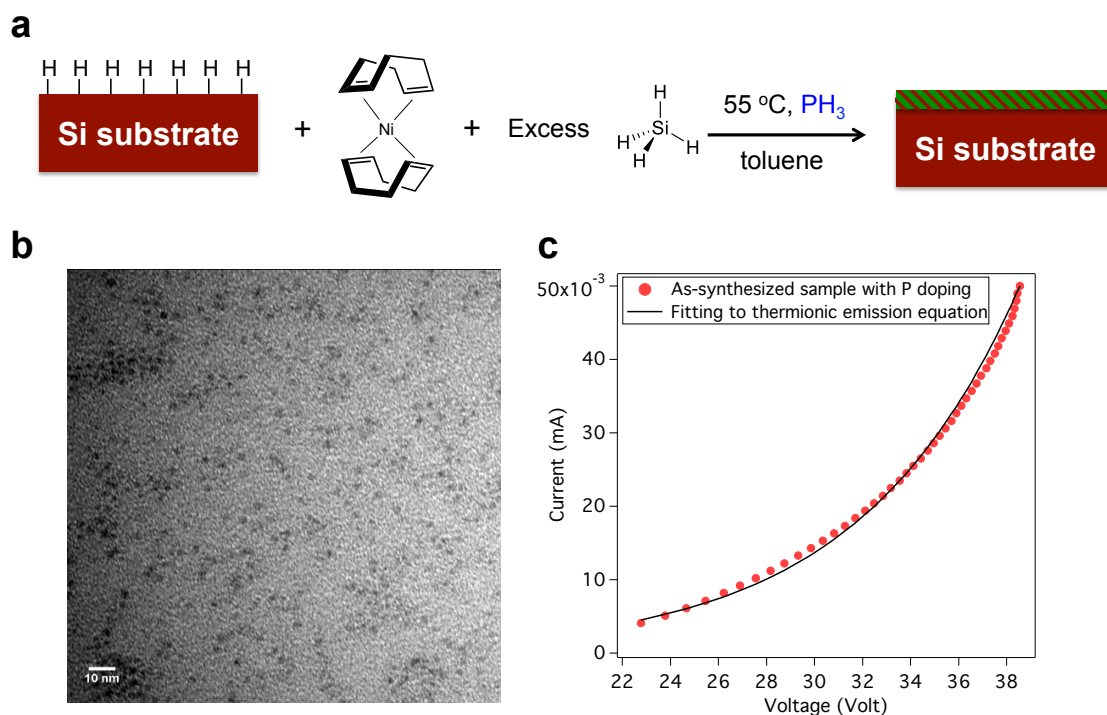 a
H H H H H H H
Si substrate
+
Ni
+
Excess
H
Si
H
H
H
55 °C, PH₃
toluene
Si substrate
b
10 nm
c
50x10⁻³
40
30
20
10
0
Current (mA)
As-synthesized sample with P doping
Fitting to thermionic emission equation
22 24 26 28 30 32 34 36 38
Voltage (Volt)